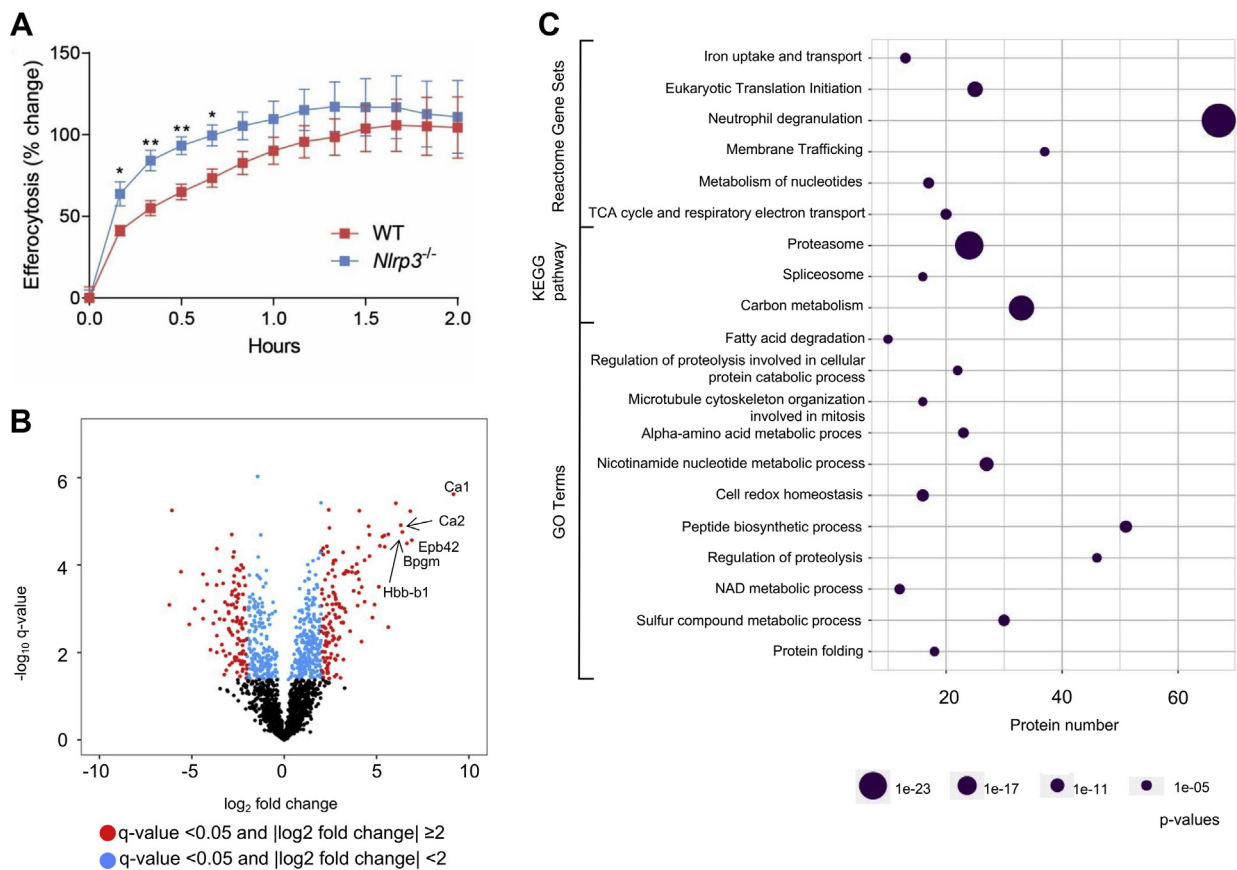 A
150
100
50
0
Efferocytosis (% change)
*
**
**
*
WT
Nlrp3-/-
0.0
0.5
1.0
1.5
2.0
Hours
B
6
4
2
0
-log10 q-value
Ca1
Ca2
Epb42
Bpgm
Hbb-b1
-10
-5
0
5
10
log2 fold change
q-value <0.05 and |log2 fold change| ≥2
q-value <0.05 and |log2 fold change| <2
C
Reactome Gene Sets
Iron uptake and transport
Eukaryotic Translation Initiation
Neutrophil degranulation
Membrane Trafficking
Metabolism of nucleotides
TCA cycle and respiratory electron transport
KEGG
pathway
Proteasome
Spliceosome
Carbon metabolism
GO Terms
Fatty acid degradation
Regulation of proteolysis involved in cellular
protein catabolic process
Microtubule cytoskeleton organization
involved in mitosis
Alpha-amino acid metabolic proces
Nicotinamide nucleotide metabolic process
Cell redox homeostasis
Peptide biosynthetic process
Regulation of proteolysis
NAD metabolic process
Sulfur compound metabolic process
Protein folding
20
40
60
Protein number
1e-23
1e-17
1e-11
1e-05
p-values